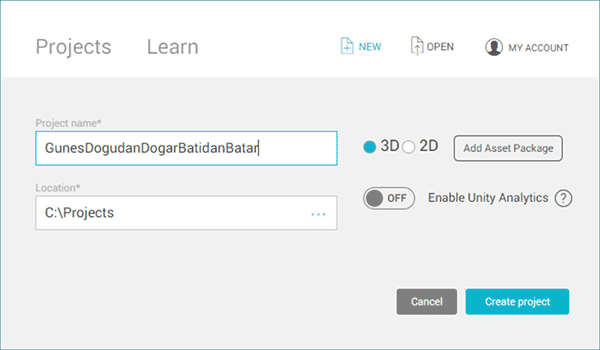 Projects Learn NEW OPEN MY ACCOUNT
Project name*
GunesDogudanDogarBatidanBatar 3D 2D Add Asset Package
Location*
C:\Projects ... OFF Enable Unity Analytics ?
Cancel Create project